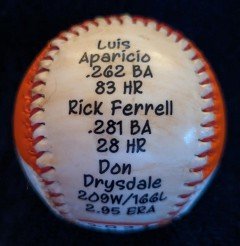 Luis
Aparicio
.262 BA
83 HR
Rick Ferrell
.281 BA
28 HR
Don
Drysdale
209W/166L
2.95 ERA